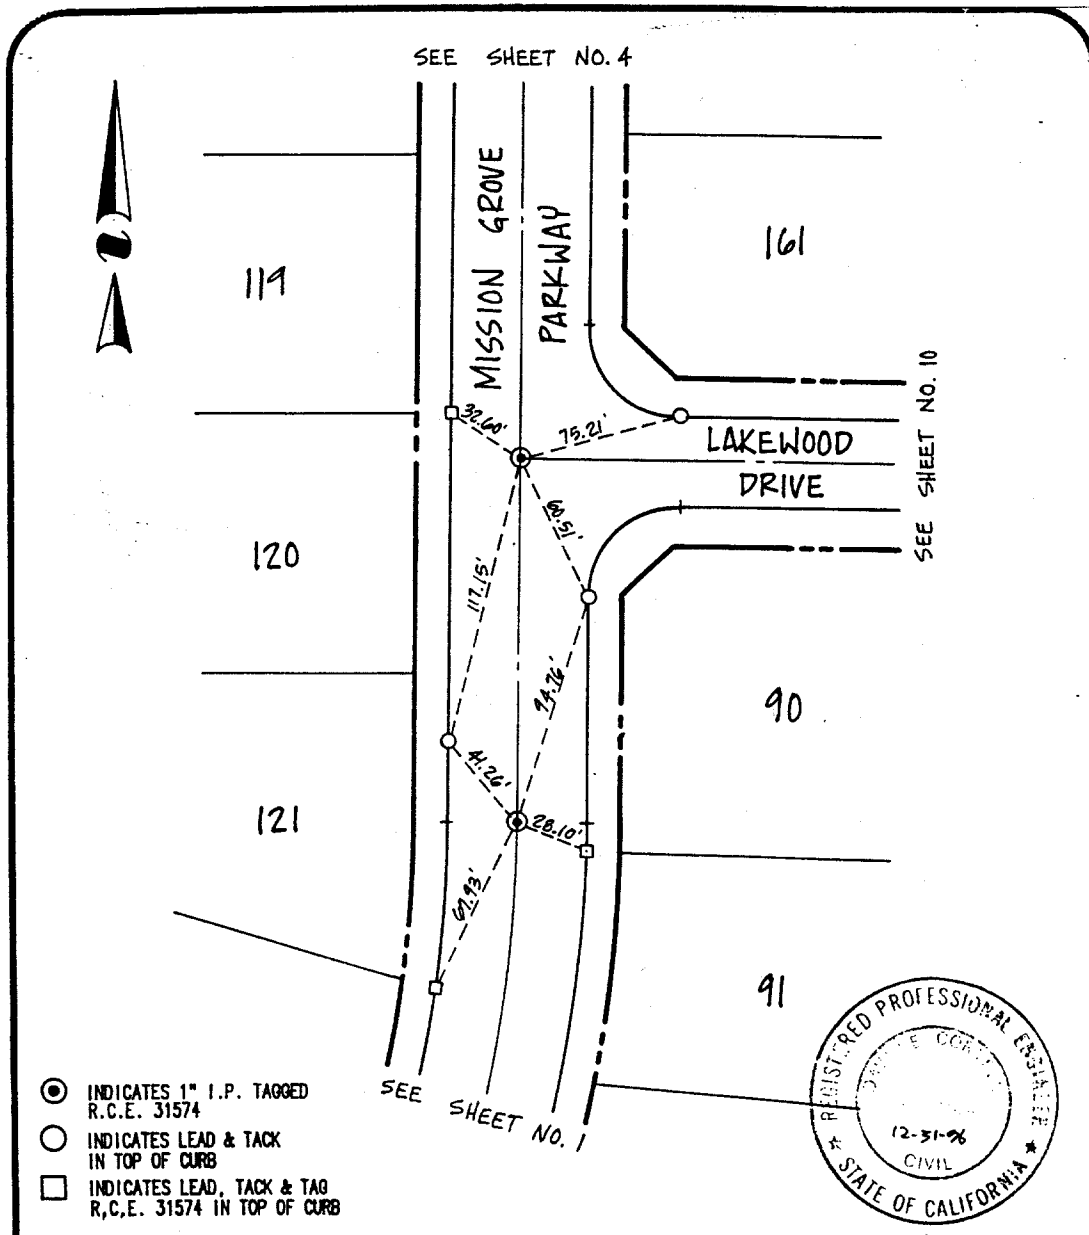 SEE SHEET NO. 4
MISSION GROVE
PARKWAY
161
119
SEE SHEET NO. 10
32.60'
75.21'
LAKEWOOD
DRIVE
60.51'
120
117.15'
94.76'
90
41.26'
121
28.10'
67.93'
91
SEE SHEET NO. 1
INDICATES 1" I.P. TAGGED
R.C.E. 31574
INDICATES LEAD & TACK
IN TOP OF CURB
INDICATES LEAD, TACK & TAG
R,C,E. 31574 IN TOP OF CURB
REGISTERED PROFESSIONAL ENGINEER
12-31-96
CIVIL
STATE OF CALIFORNIA